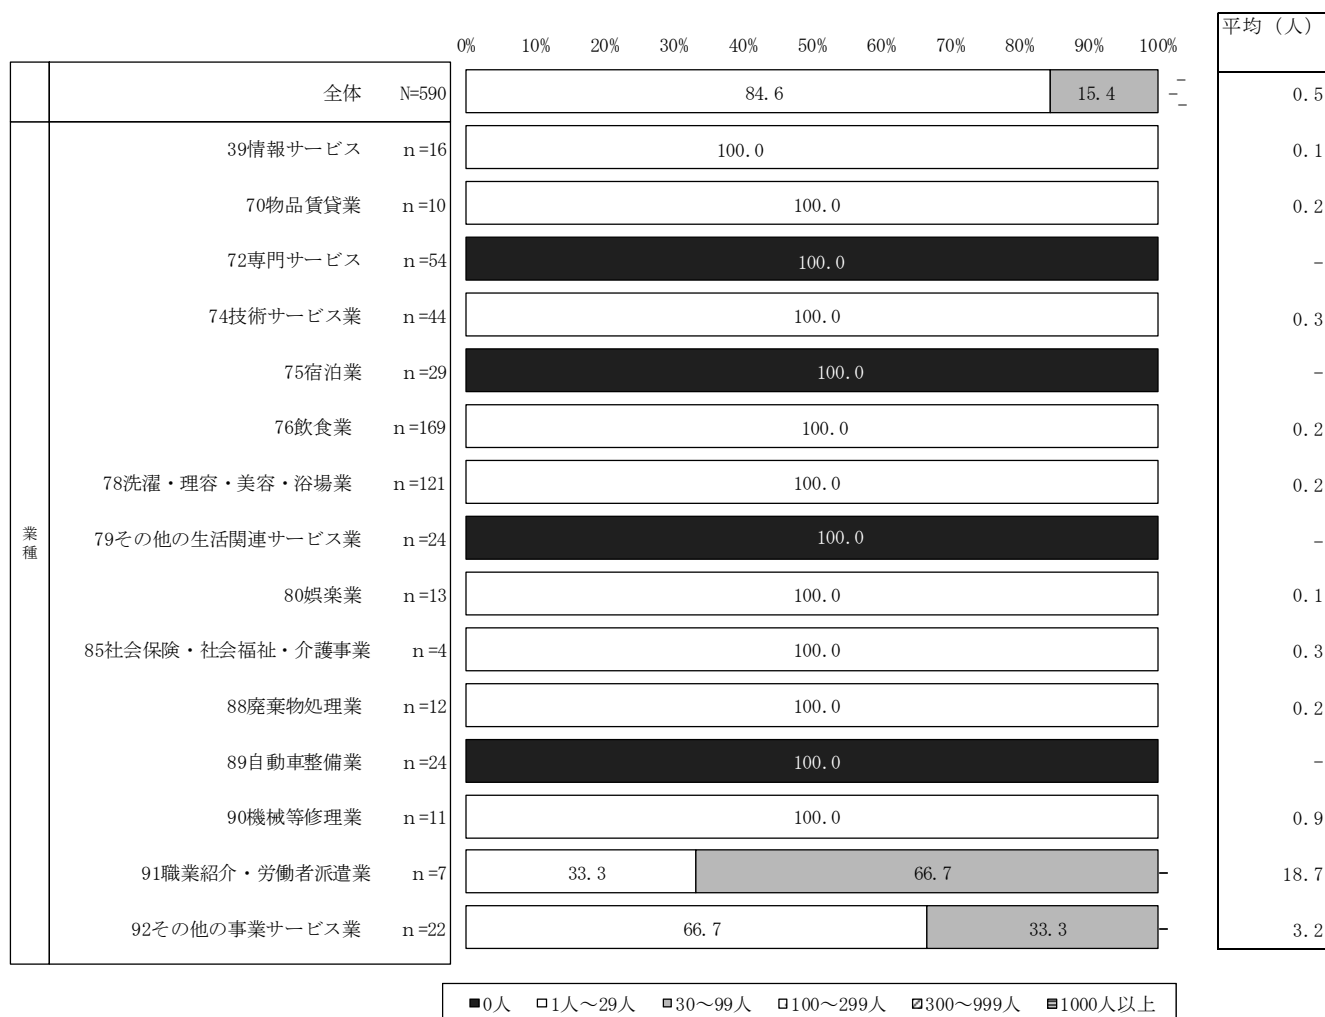 平均（人）
0% 10% 20% 30% 40% 50% 60% 70% 80% 90% 100%
全体 N=590 84.6 15.4 - - - 0.5
39情報サービス n=16 100.0 0.1
70物品賃貸業 n=10 100.0 0.2
72専門サービス n=54 100.0 -
74技術サービス業 n=44 100.0 0.3
75宿泊業 n=29 100.0 -
76飲食業 n=169 100.0 0.2
78洗濯・理容・美容・浴場業 n=121 100.0 0.2
業種
79その他の生活関連サービス業 n=24 100.0 -
80娯楽業 n=13 100.0 0.1
85社会保険・社会福祉・介護事業 n=4 100.0 0.3
88廃棄物処理業 n=12 100.0 0.2
89自動車整備業 n=24 100.0 -
90機械等修理業 n=11 100.0 0.9
91職業紹介・労働者派遣業 n=7 33.3 66.7 - 18.7
92その他の事業サービス業 n=22 66.7 33.3 - 3.2
0人 1人～29人 30～99人 100～299人 300～999人 1000人以上